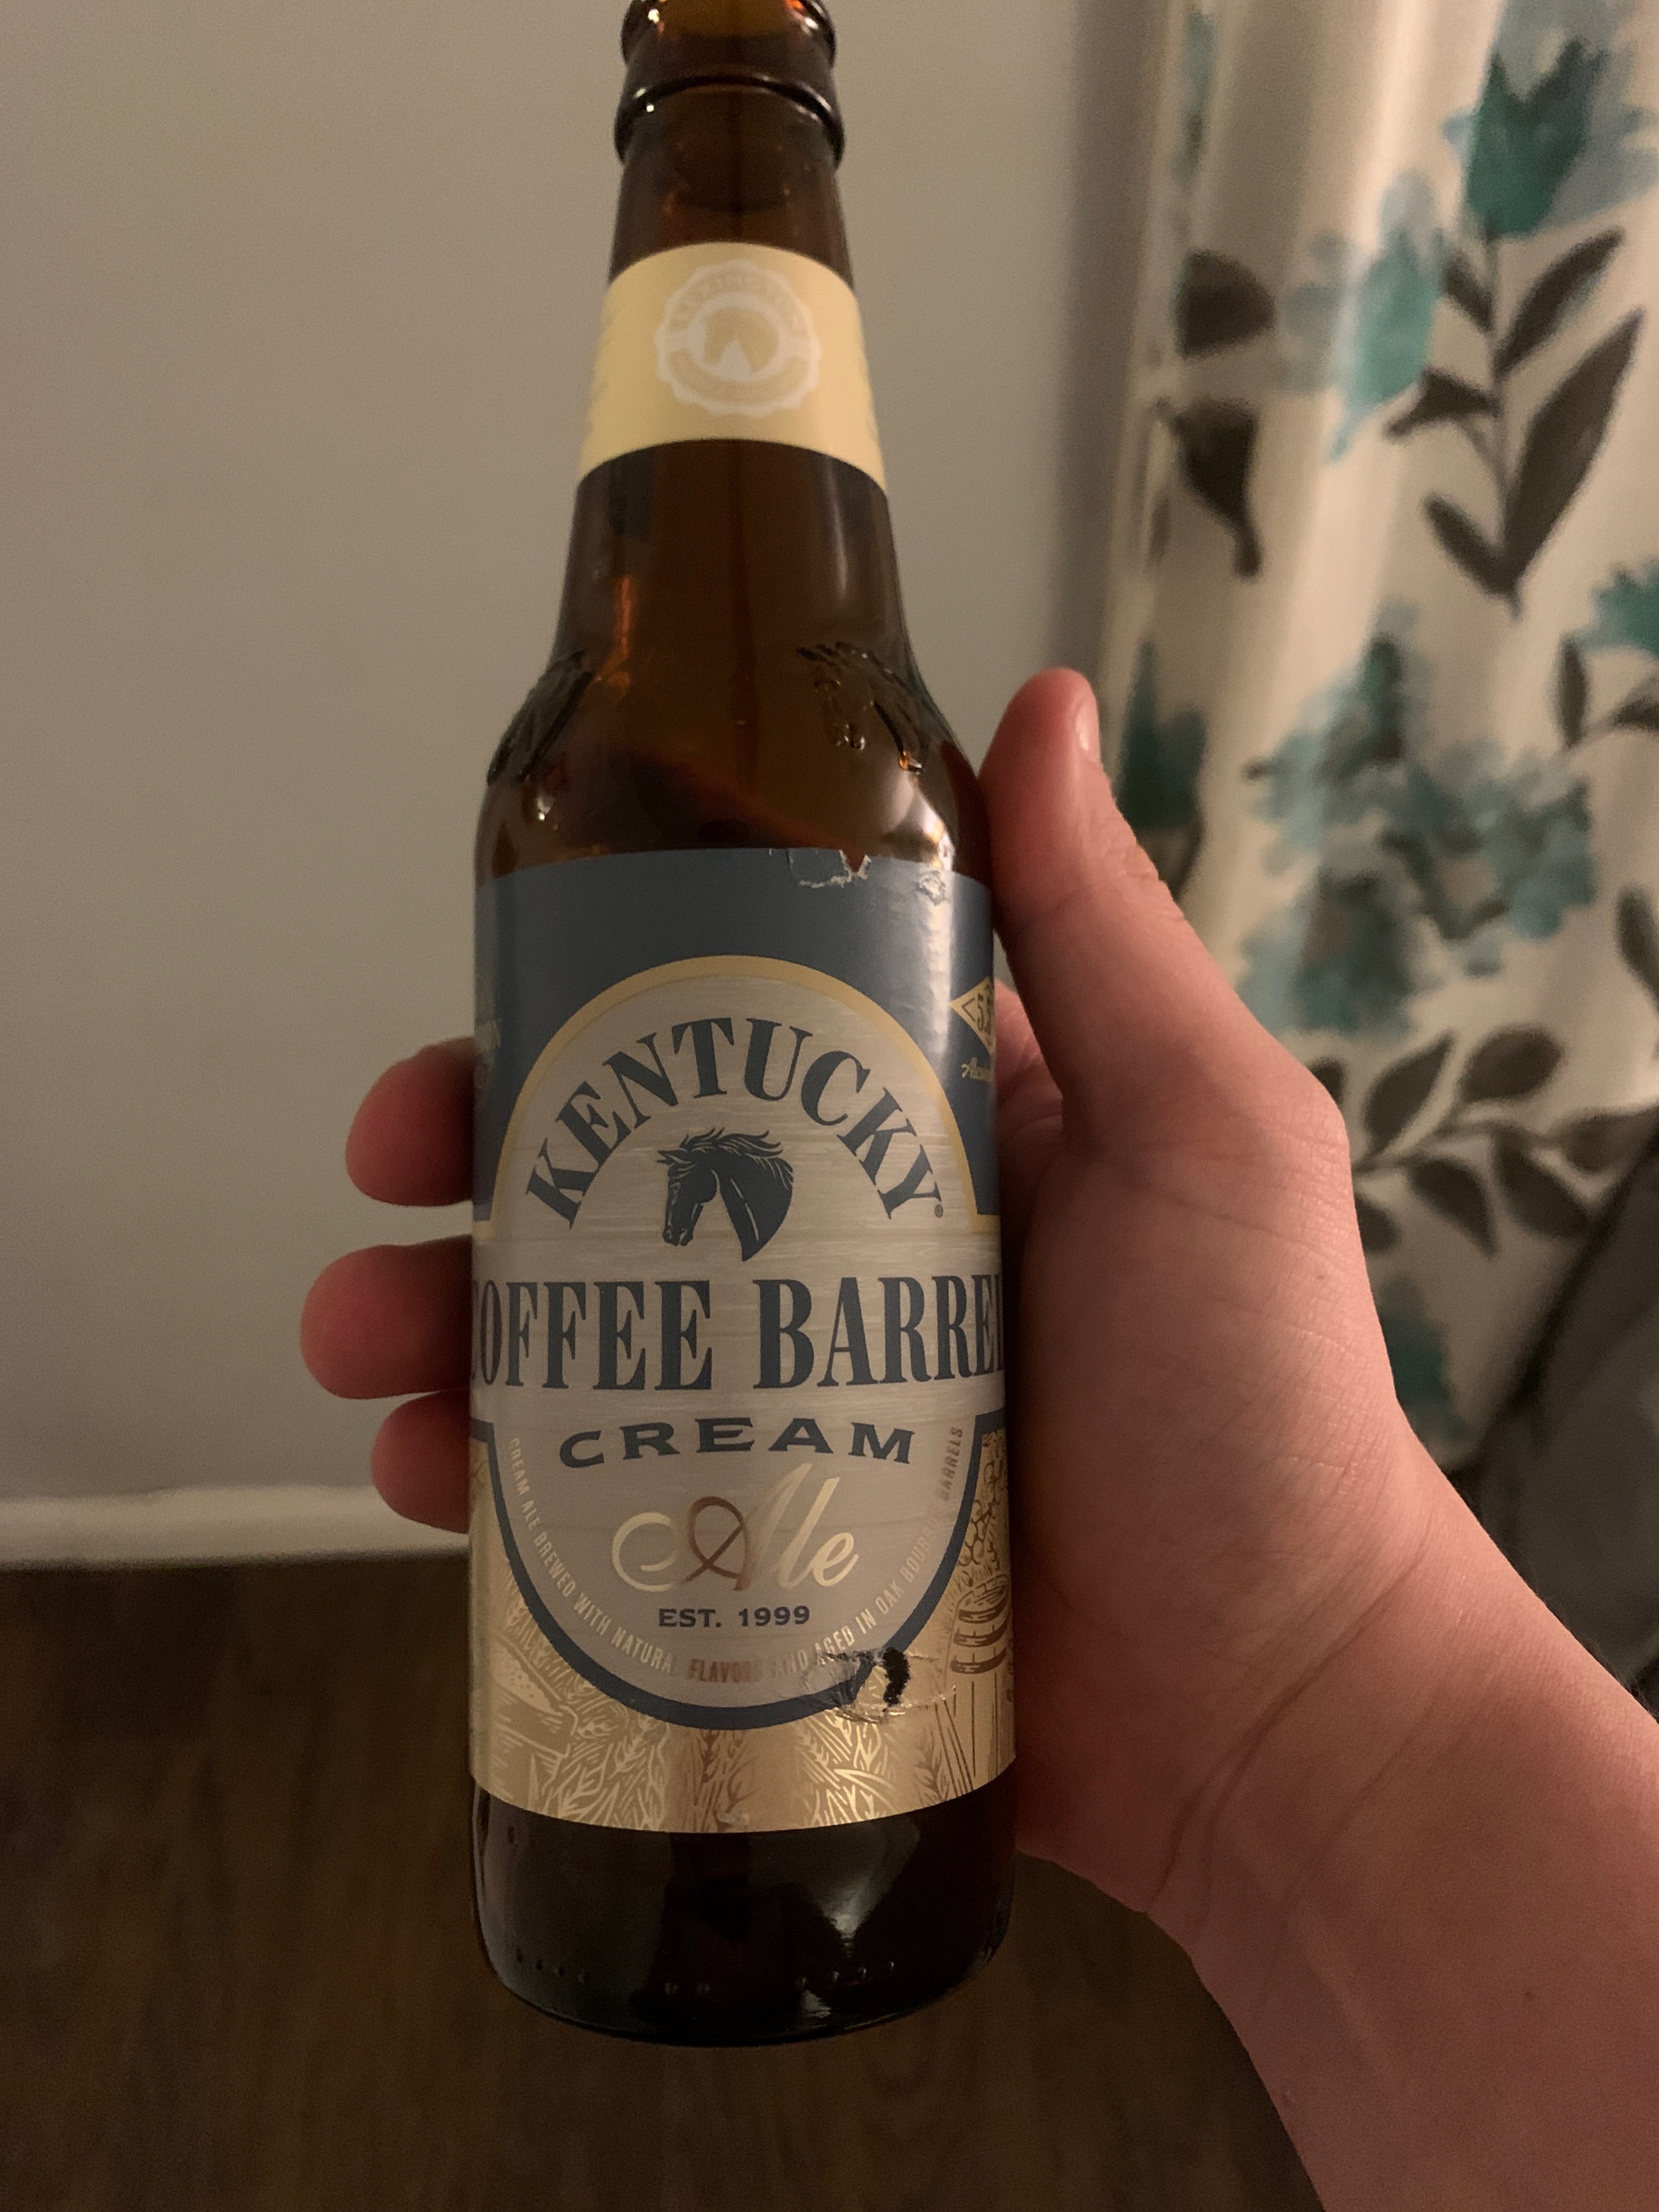 KENTUCKY®
COFFEE BARREL
CREAM
Ale
EST. 1999
CREAM ALE BREWED WITH NATURAL FLAVORS AND AGED IN OAK BOURBON BARRELS